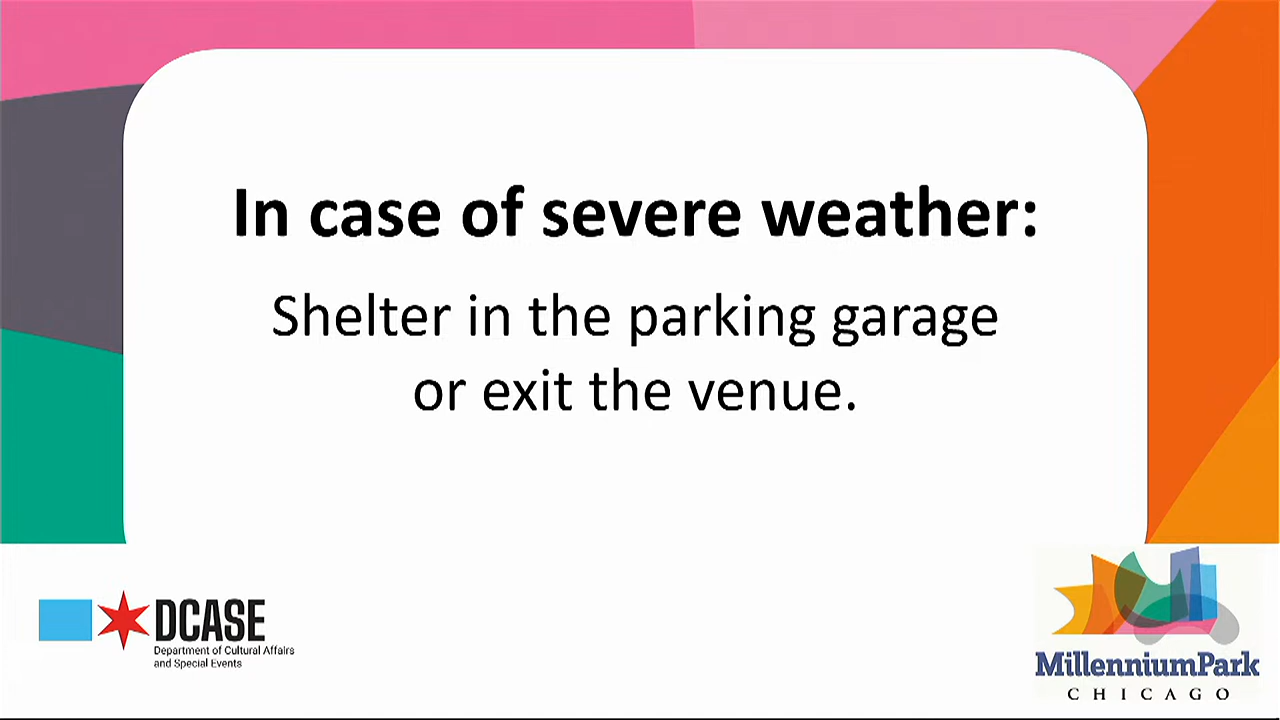 In case of severe weather:
Shelter in the parking garage
or exit the venue.
DCASE
Department of Cultural Affairs
and Special Events
MillenniumPark
CHICAGO